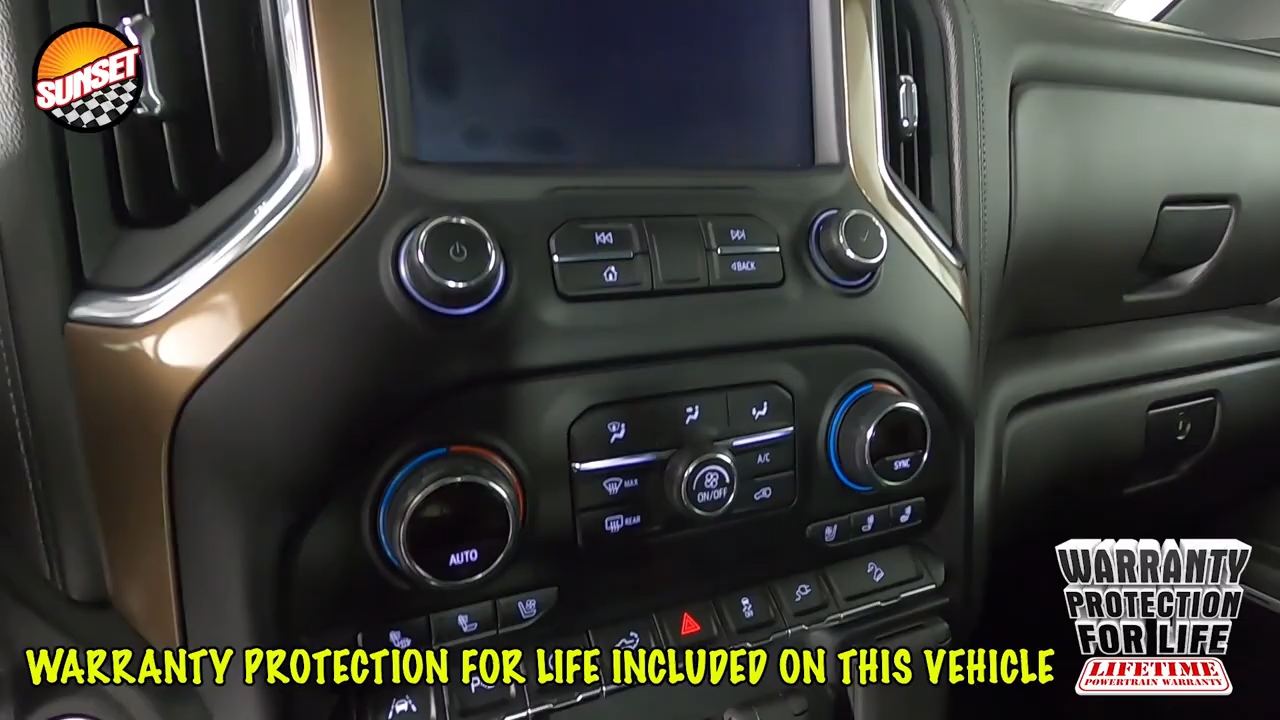 SUNSET
BACK
A/C
MAX
ON/OFF
SYNC
REAR
AUTO
OFF
WARRANTY
PROTECTION
FOR LIFE
LIFETIME
POWERTRAIN WARRANTY
WARRANTY PROTECTION FOR LIFE INCLUDED ON THIS VEHICLE